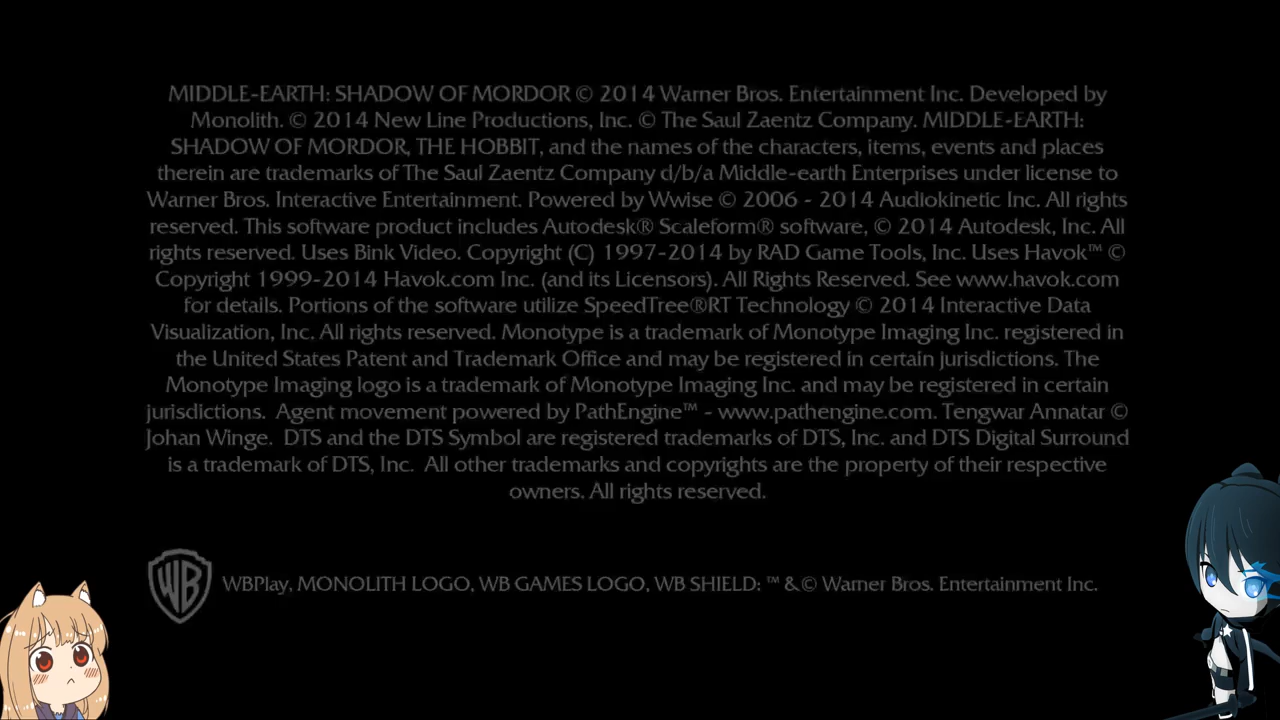 MIDDLE-EARTH: SHADOW OF MORDOR © 2014 Warner Bros. Entertainment Inc. Developed by
Monolith. © 2014 New Line Productions, Inc. © The Saul Zaentz Company. MIDDLE-EARTH:
SHADOW OF MORDOR, THE HOBBIT, and the names of the characters, items, events and places
therein are trademarks of The Saul Zaentz Company d/b/a Middle-earth Enterprises under license to
Warner Bros. Interactive Entertainment. Powered by Wwise © 2006 - 2014 Audiokinetic Inc. All rights
reserved. This software product includes Autodesk® Scaleform® software, © 2014 Autodesk, Inc. All
rights reserved. Uses Bink Video. Copyright (C) 1997-2014 by RAD Game Tools, Inc. Uses Havok™ ©
Copyright 1999-2014 Havok.com Inc. (and its Licensors). All Rights Reserved. See www.havok.com
for details. Portions of the software utilize SpeedTree®RT Technology © 2014 Interactive Data
Visualization, Inc. All rights reserved. Monotype is a trademark of Monotype Imaging Inc. registered in
the United States Patent and Trademark Office and may be registered in certain jurisdictions. The
Monotype Imaging logo is a trademark of Monotype Imaging Inc. and may be registered in certain
jurisdictions.  Agent movement powered by PathEngine™ - www.pathengine.com. Tengwar Annatar ©
Johan Winge.  DTS and the DTS Symbol are registered trademarks of DTS, Inc. and DTS Digital Surround
is a trademark of DTS, Inc.  All other trademarks and copyrights are the property of their respective
owners. All rights reserved.
WB WBPlay, MONOLITH LOGO, WB GAMES LOGO, WB SHIELD: ™ &© Warner Bros. Entertainment Inc.